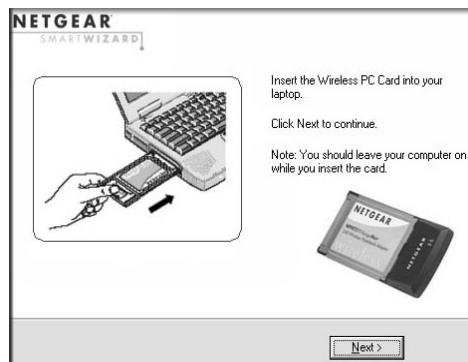 NETGEAR
SMARTWIZARD
Insert the Wireless PC Card into your
laptop.
Click Next to continue.
Note: You should leave your computer on
while you insert the card.
NETGEAR
NETGEAR
Next >